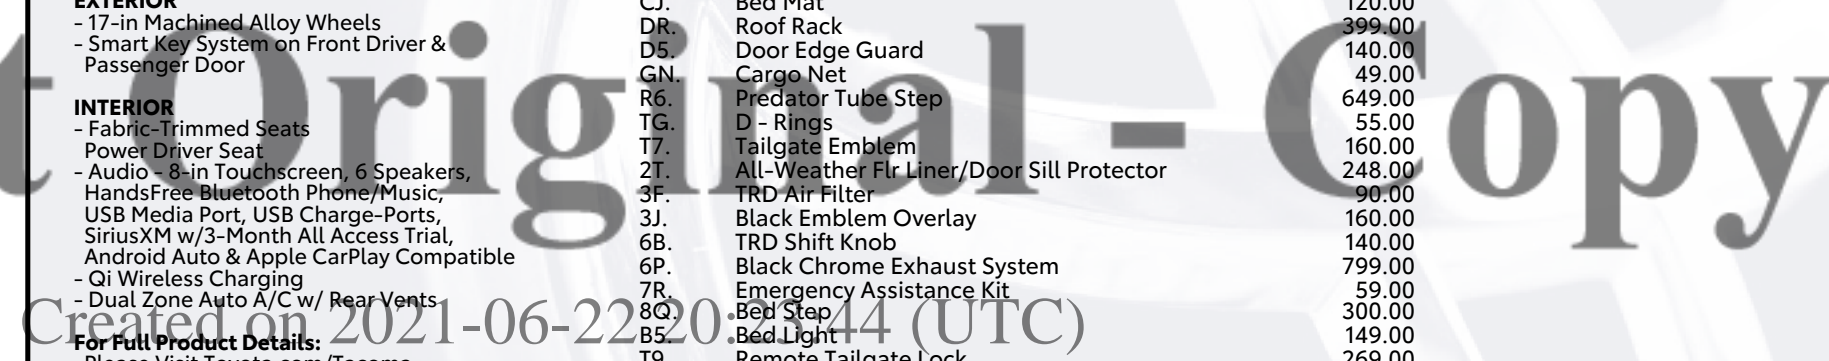 EXTERIOR
- 17-in Machined Alloy Wheels
- Smart Key System on Front Driver &
Passenger Door
INTERIOR
- Fabric-Trimmed Seats
Power Driver Seat
- Audio - 8-in Touchscreen, 6 Speakers,
HandsFree Bluetooth Phone/Music,
USB Media Port, USB Charge-Ports,
SiriusXM w/3-Month All Access Trial,
Android Auto & Apple CarPlay Compatible
- Qi Wireless Charging
- Dual Zone Auto A/C w/ Rear Vents
For Full Product Details:
Please Visit Toyota.com/Tacoma
CJ. Bed Mat 120.00
DR. Roof Rack 399.00
D5. Door Edge Guard 140.00
GN. Cargo Net 49.00
R6. Predator Tube Step 649.00
TG. D - Rings 55.00
T7. Tailgate Emblem 160.00
2T. All-Weather Flr Liner/Door Sill Protector 248.00
3F. TRD Air Filter 90.00
3J. Black Emblem Overlay 160.00
6B. TRD Shift Knob 140.00
6P. Black Chrome Exhaust System 799.00
7R. Emergency Assistance Kit 59.00
8Q. Bed Step 300.00
B5. Bed Light 149.00
T9. Remote Tailgate Lock 269.00
t Original - Copy
Created on 2021-06-22 20:23:44 (UTC)